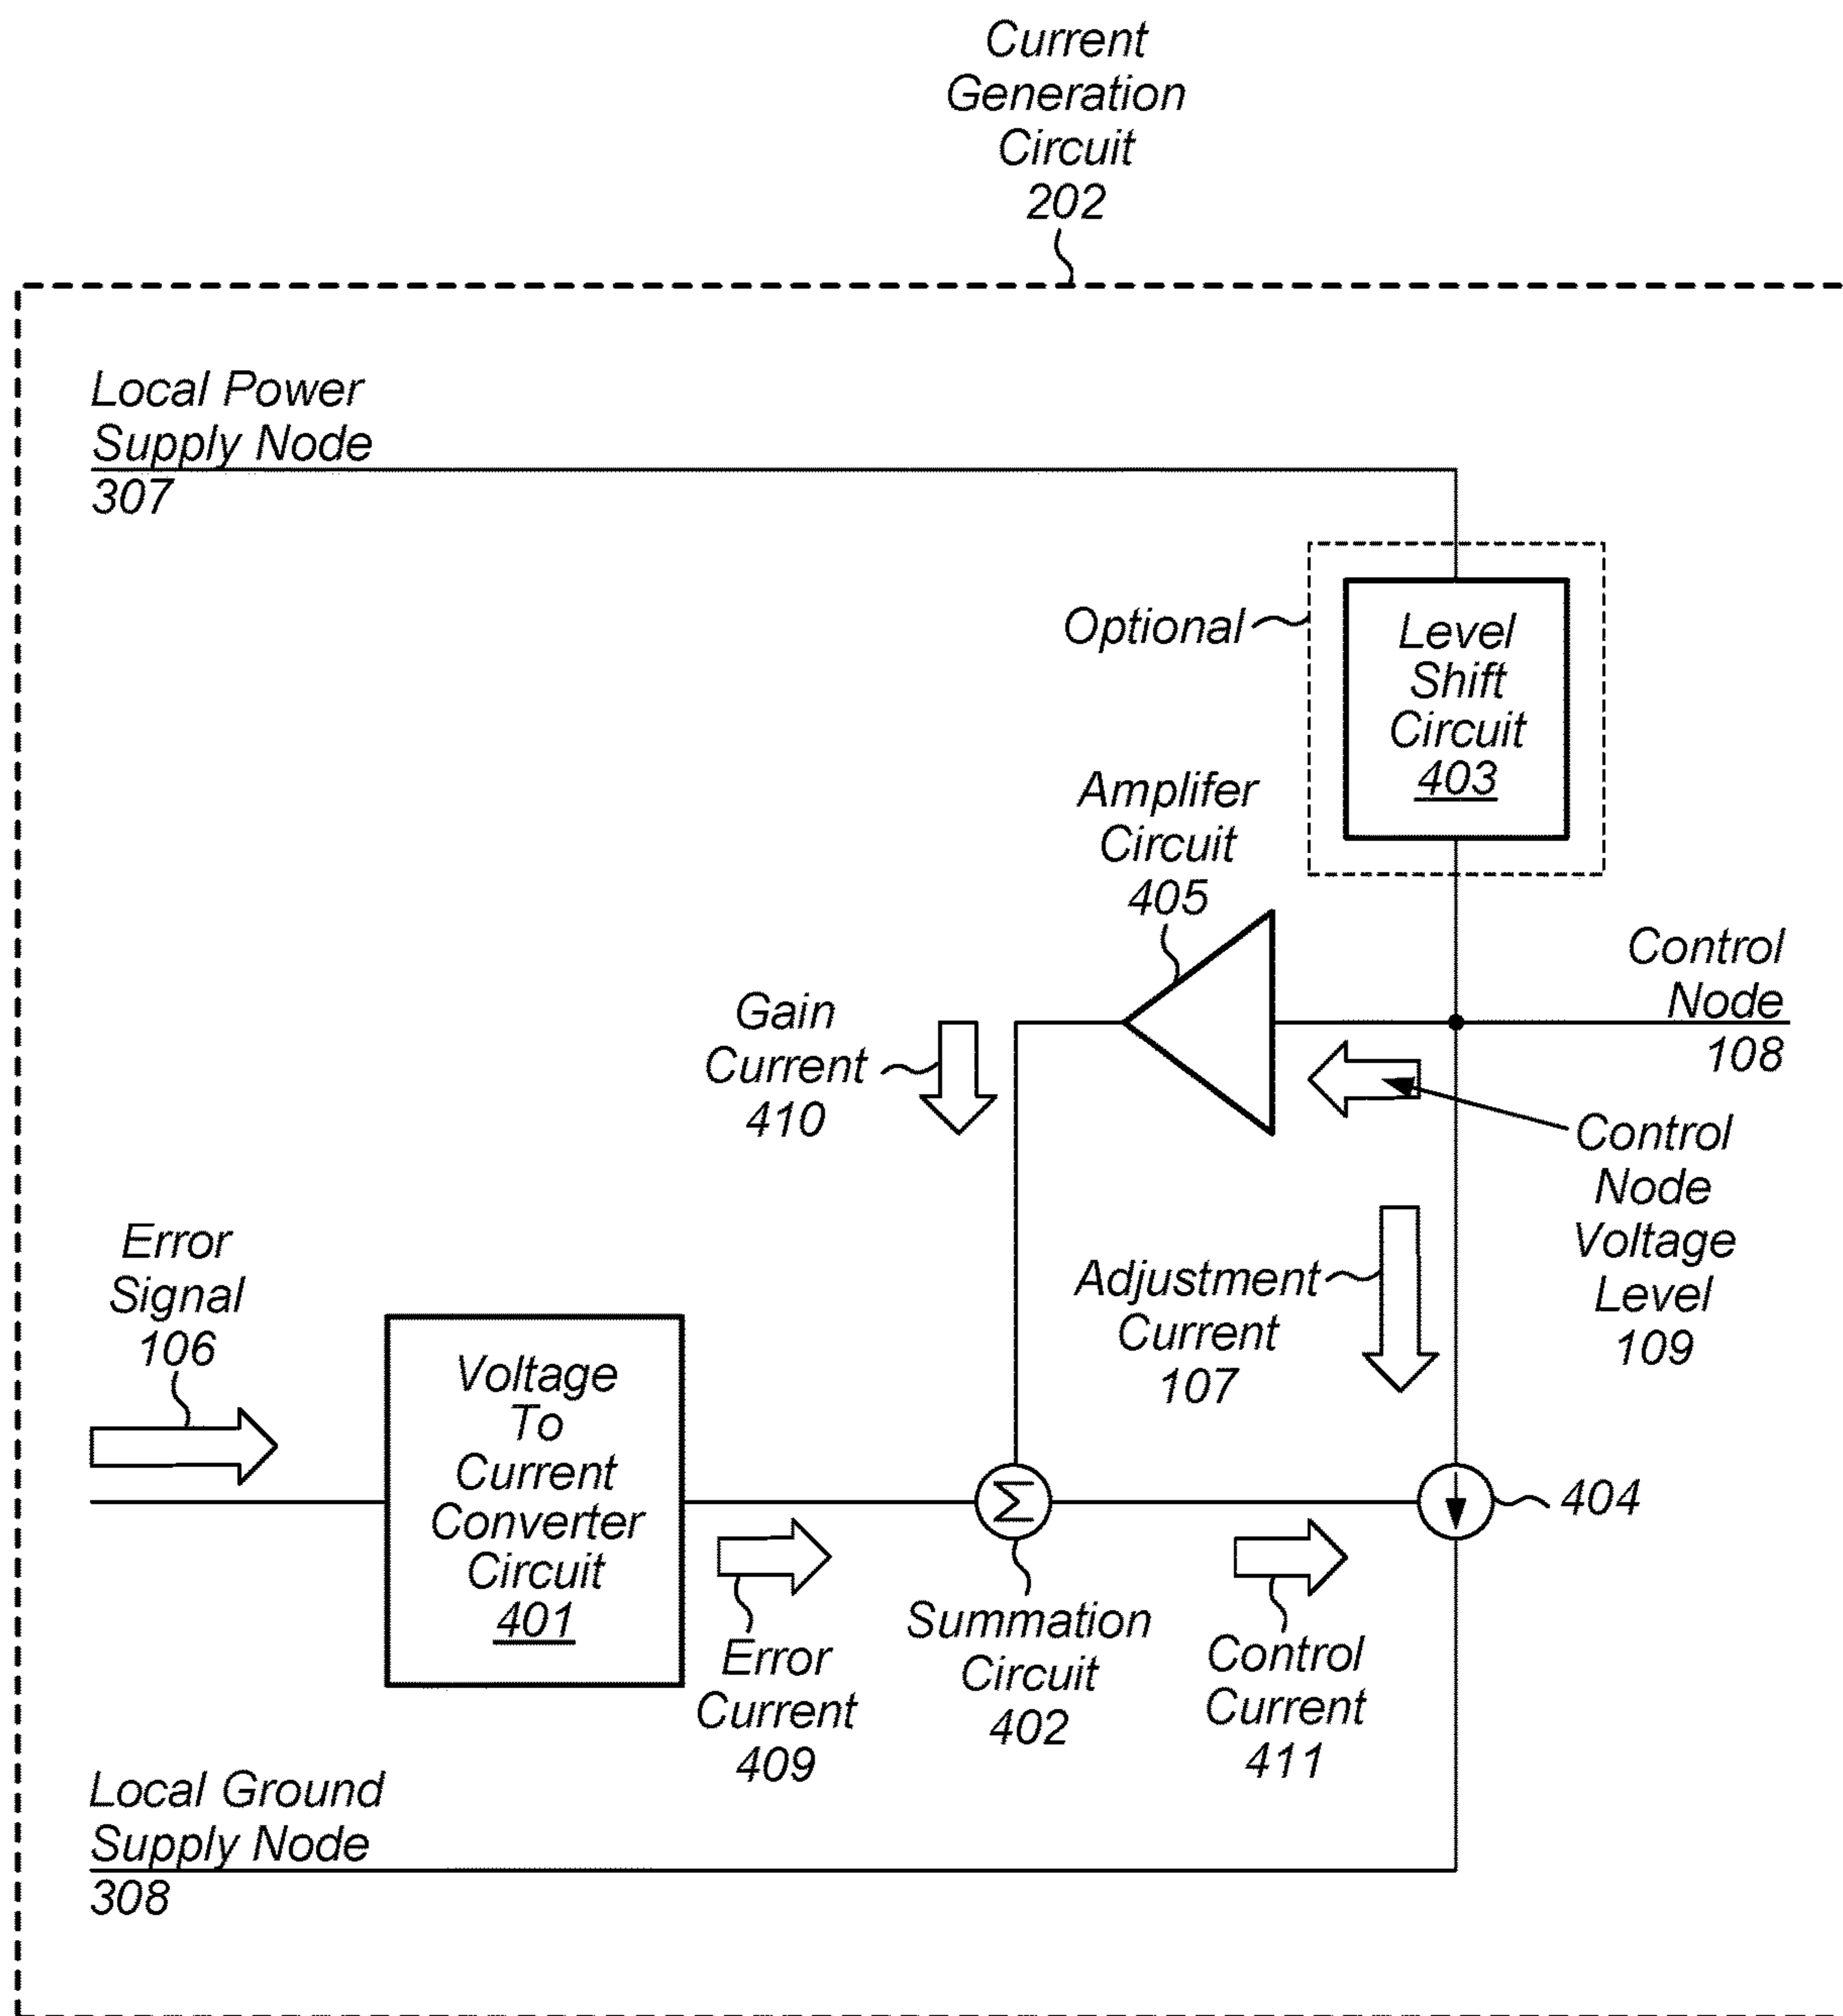 Current
Generation
Circuit
202
Local Power
Supply Node
307
Optional
Level
Shift
Circuit
403
Amplifer
Circuit
405
Control
Node
108
Gain
Current
410
Control
Node
Voltage
Level
109
Error
Signal
106
Adjustment
Current
107
Voltage
To
Current
Converter
Circuit
401
Σ
404
Error
Current
409
Summation
Circuit
402
Control
Current
411
Local Ground
Supply Node
308